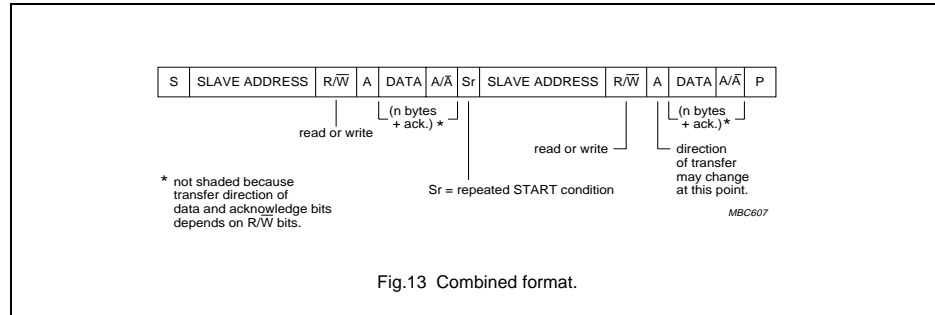 S SLAVE ADDRESS R/W̅ A DATA A/A̅ Sr SLAVE ADDRESS R/W̅ A DATA A/A̅ P
(n bytes
+ ack.) *
read or write
(n bytes
+ ack.) *
read or write
direction
of transfer
may change
at this point.
Sr = repeated START condition
* not shaded because
transfer direction of
data and acknowledge bits
depends on R/W̅ bits.
MBC607
Fig.13 Combined format.